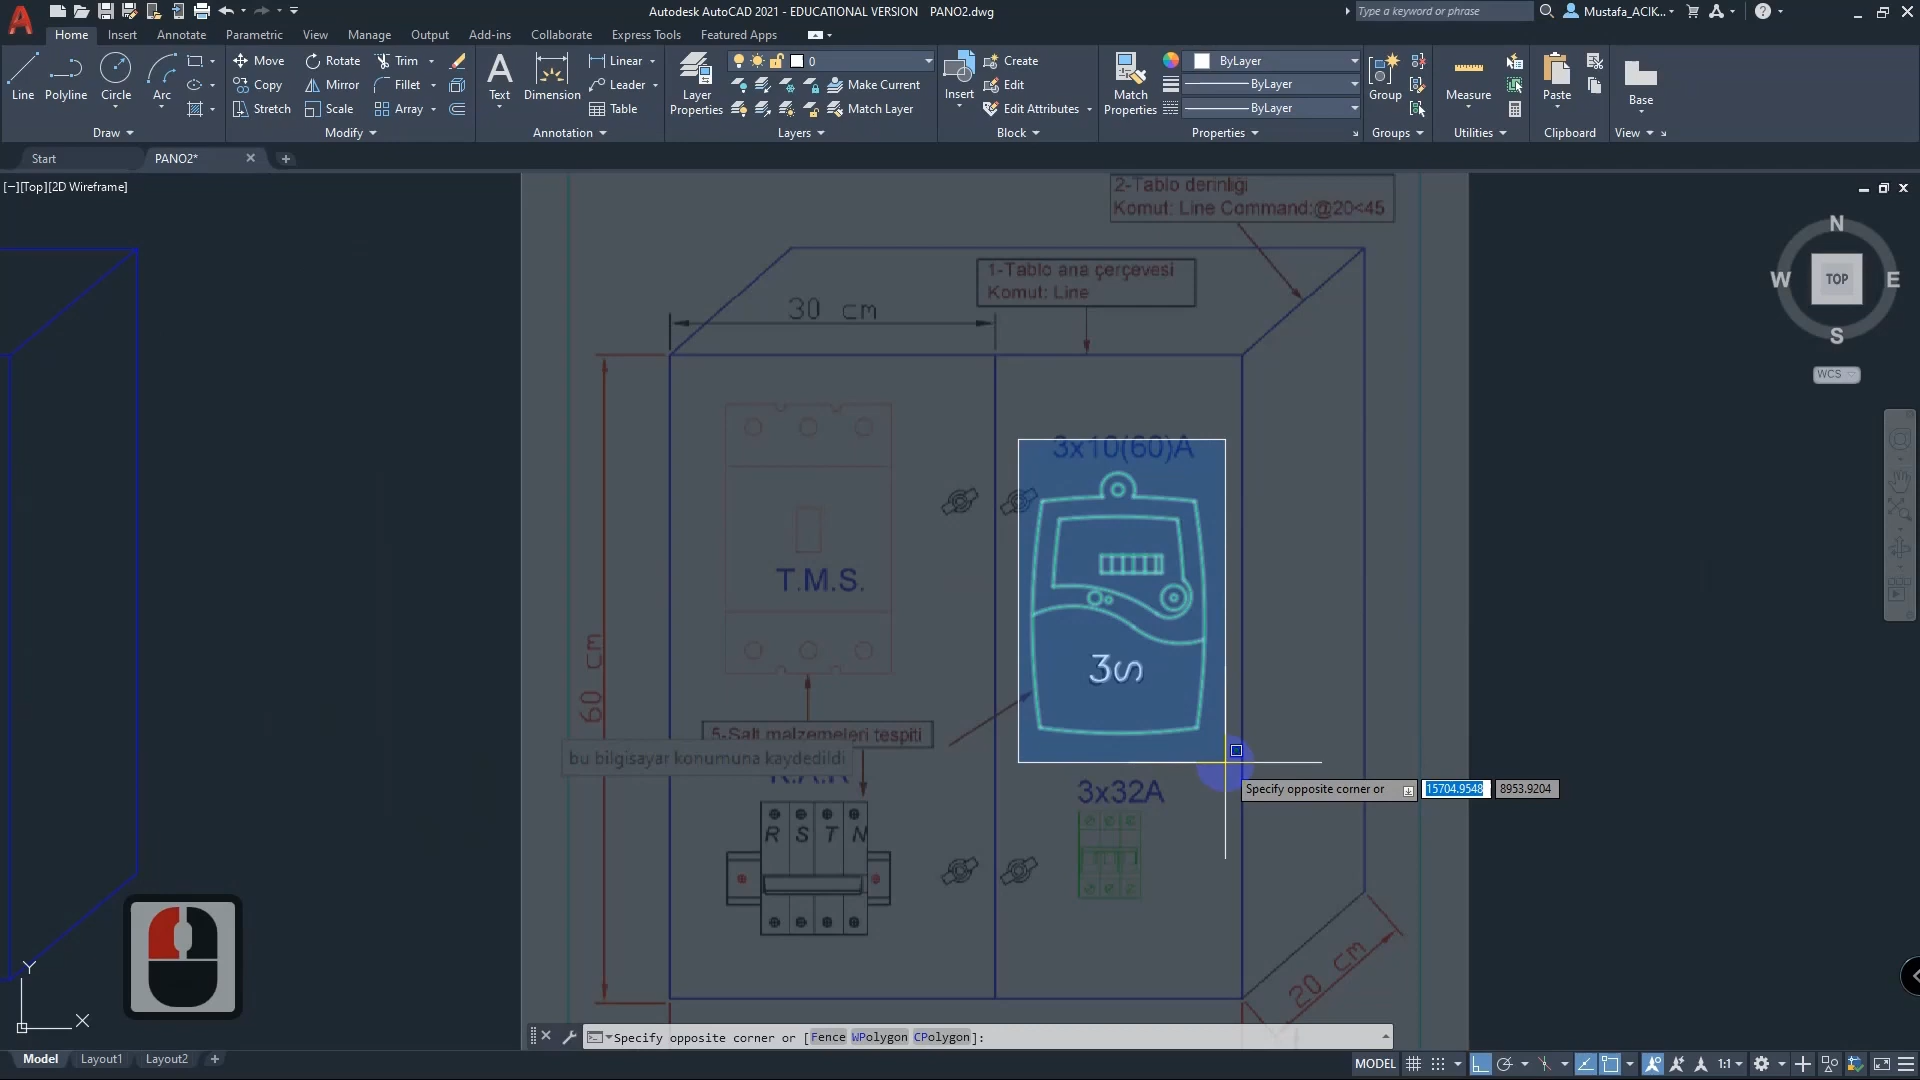 Autodesk AutoCAD 2021 - EDUCATIONAL VERSION PANO2.dwg
Type a keyword or phrase
Mustafa_ACIK...
Home Insert Annotate Parametric View Manage Output Add-ins Collaborate Express Tools Featured Apps
Line Polyline Circle Arc
Draw
Move Rotate Trim
Copy Mirror Fillet
Stretch Scale Array
Modify
Text Dimension
Linear
Leader
Table
Annotation
Layer Properties
0
Make Current
Match Layer
Layers
Insert
Create
Edit
Edit Attributes
Block
Match Properties
ByLayer
ByLayer
ByLayer
Properties
Group
Groups
Measure
Utilities
Paste
Clipboard
Base
View
Start PANO2*
[−][Top][2D Wireframe]
N
W TOP E
S
WCS
2-Tablo derinliği
Komut: Line Command:@20<45
1-Tablo ana çerçevesi
Komut: Line
30 cm
60 cm
3x10(60)A
T.M.S.
3
5-Şalt malzemeleri tespiti
bu bilgisayar konumuna kaydedildi
K.A.K
R S T N
3x32A
20 cm
Specify opposite corner or 15704.9548 8953.9204
Y
X
Specify opposite corner or [Fence WPolygon CPolygon]:
Model Layout1 Layout2
MODEL 1:1